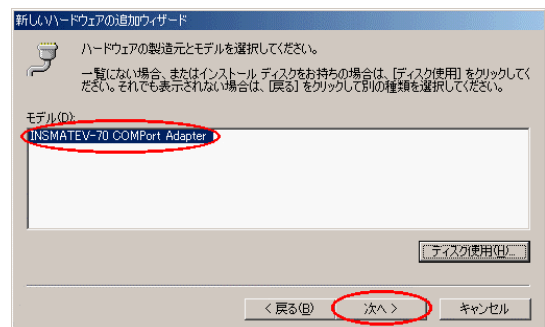 新しいハードウェアの追加ウィザード
ハードウェアの製造元とモデルを選択してください。
一覧にない場合、またはインストール ディスクをお持ちの場合は、[ディスク使用] をクリックしてく
ださい。それでも表示されない場合は、[戻る] をクリックして別の種類を選択してください。
モデル(D):
INSMATEV-70 COMPort Adapter
ディスク使用(H)...
< 戻る(B)
次へ >
キャンセル